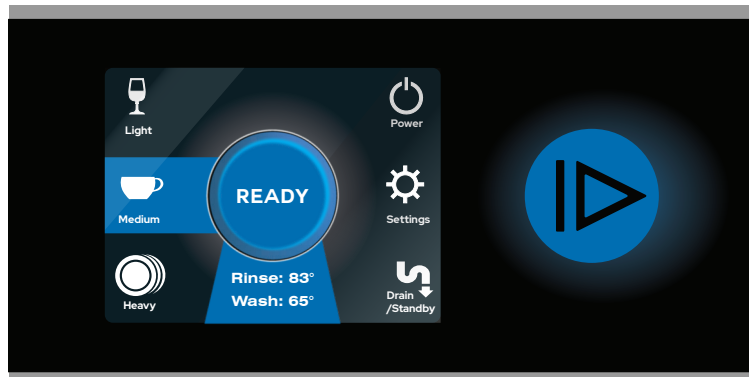 Light
Power
READY
Medium
Settings
Rinse: 83°
Wash: 65°
Heavy
Drain
/Standby